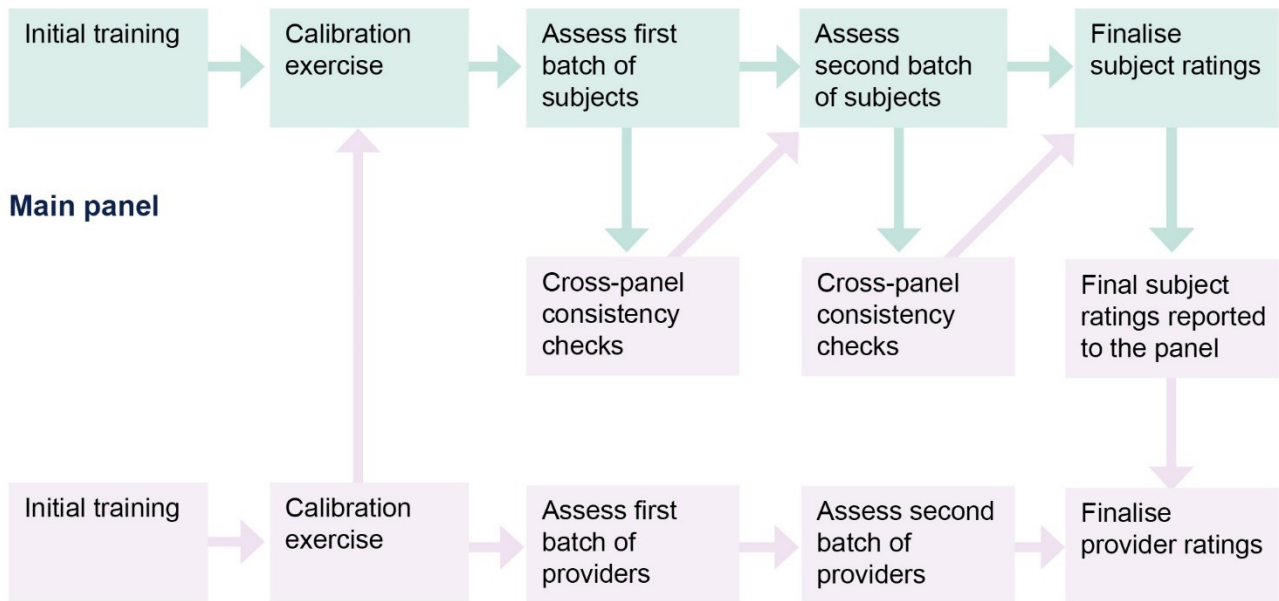 Initial training
Calibration
exercise
Assess first
batch of
subjects
Assess
second batch
of subjects
Finalise
subject ratings
Main panel
Cross-panel
consistency
checks
Cross-panel
consistency
checks
Final subject
ratings reported
to the panel
Initial training
Calibration
exercise
Assess first
batch of
providers
Assess second
batch of
providers
Finalise
provider ratings